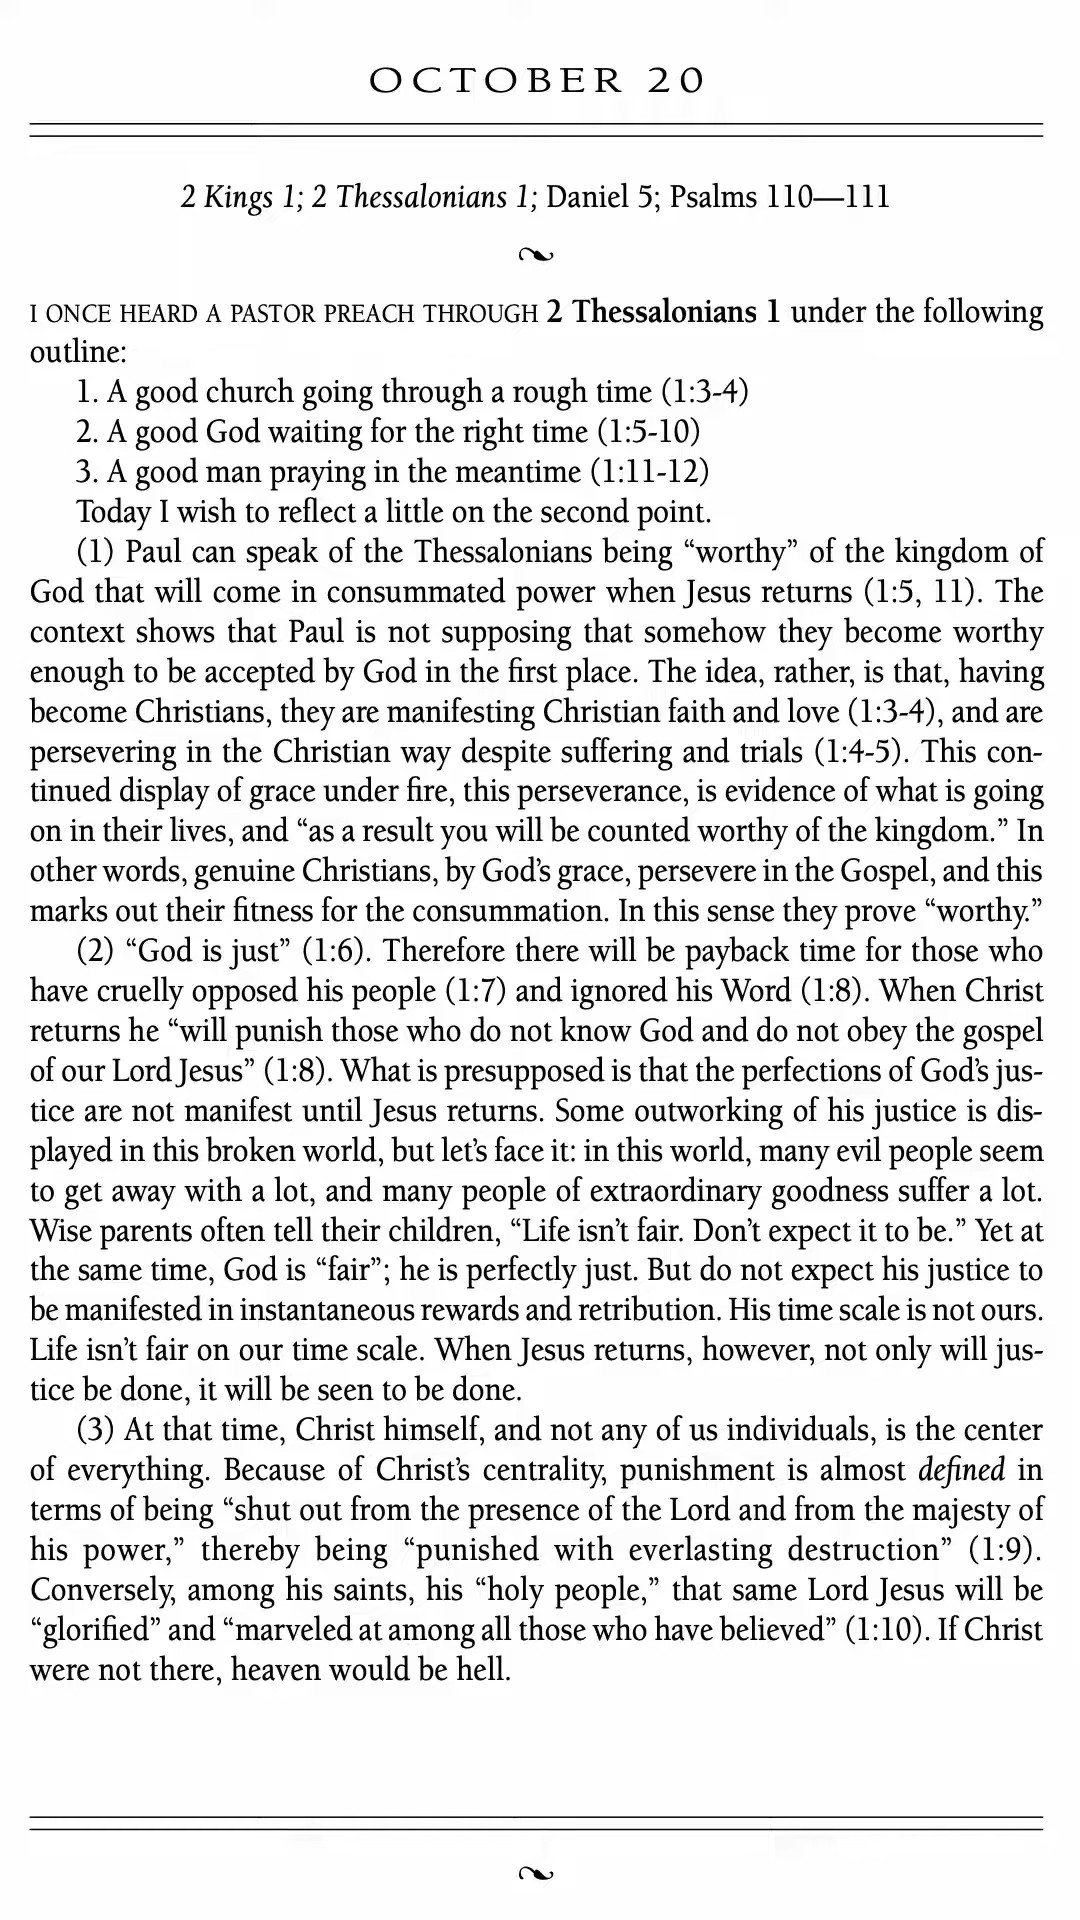 OCTOBER 20
2 Kings 1; 2 Thessalonians 1; Daniel 5; Psalms 110—111
I ONCE HEARD A PASTOR PREACH THROUGH 2 Thessalonians 1 under the following
outline:
1. A good church going through a rough time (1:3-4)
2. A good God waiting for the right time (1:5-10)
3. A good man praying in the meantime (1:11-12)
Today I wish to reflect a little on the second point.
(1) Paul can speak of the Thessalonians being “worthy” of the kingdom of
God that will come in consummated power when Jesus returns (1:5, 11). The
context shows that Paul is not supposing that somehow they become worthy
enough to be accepted by God in the first place. The idea, rather, is that, having
become Christians, they are manifesting Christian faith and love (1:3-4), and are
persevering in the Christian way despite suffering and trials (1:4-5). This con-
tinued display of grace under fire, this perseverance, is evidence of what is going
on in their lives, and “as a result you will be counted worthy of the kingdom.” In
other words, genuine Christians, by God’s grace, persevere in the Gospel, and this
marks out their fitness for the consummation. In this sense they prove “worthy.”
(2) “God is just” (1:6). Therefore there will be payback time for those who
have cruelly opposed his people (1:7) and ignored his Word (1:8). When Christ
returns he “will punish those who do not know God and do not obey the gospel
of our Lord Jesus” (1:8). What is presupposed is that the perfections of God’s jus-
tice are not manifest until Jesus returns. Some outworking of his justice is dis-
played in this broken world, but let’s face it: in this world, many evil people seem
to get away with a lot, and many people of extraordinary goodness suffer a lot.
Wise parents often tell their children, “Life isn’t fair. Don’t expect it to be.” Yet at
the same time, God is “fair”; he is perfectly just. But do not expect his justice to
be manifested in instantaneous rewards and retribution. His time scale is not ours.
Life isn’t fair on our time scale. When Jesus returns, however, not only will jus-
tice be done, it will be seen to be done.
(3) At that time, Christ himself, and not any of us individuals, is the center
of everything. Because of Christ’s centrality, punishment is almost defined in
terms of being “shut out from the presence of the Lord and from the majesty of
his power,” thereby being “punished with everlasting destruction” (1:9).
Conversely, among his saints, his “holy people,” that same Lord Jesus will be
“glorified” and “marveled at among all those who have believed” (1:10). If Christ
were not there, heaven would be hell.